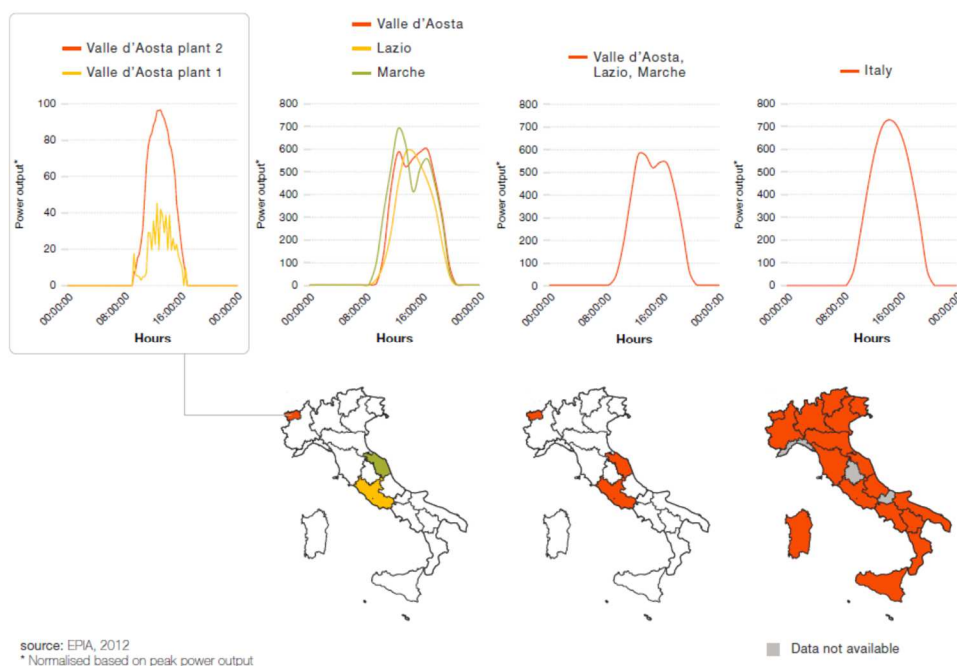 Valle d'Aosta plant 2
Valle d'Aosta plant 1
100
80
60
40
20
0
Power output*
00:00:00
08:00:00
16:00:00
00:00:00
Hours
Valle d'Aosta
Lazio
Marche
800
700
600
500
400
300
200
100
0
Power output*
00:00:00
08:00:00
16:00:00
00:00:00
Hours
Valle d'Aosta,
Lazio, Marche
800
700
600
500
400
300
200
100
0
Power output*
00:00:00
08:00:00
16:00:00
00:00:00
Hours
Italy
800
700
600
500
400
300
200
100
0
Power output*
00:00:00
08:00:00
16:00:00
00:00:00
Hours
source: EPIA, 2012
* Normalised based on peak power output
Data not available